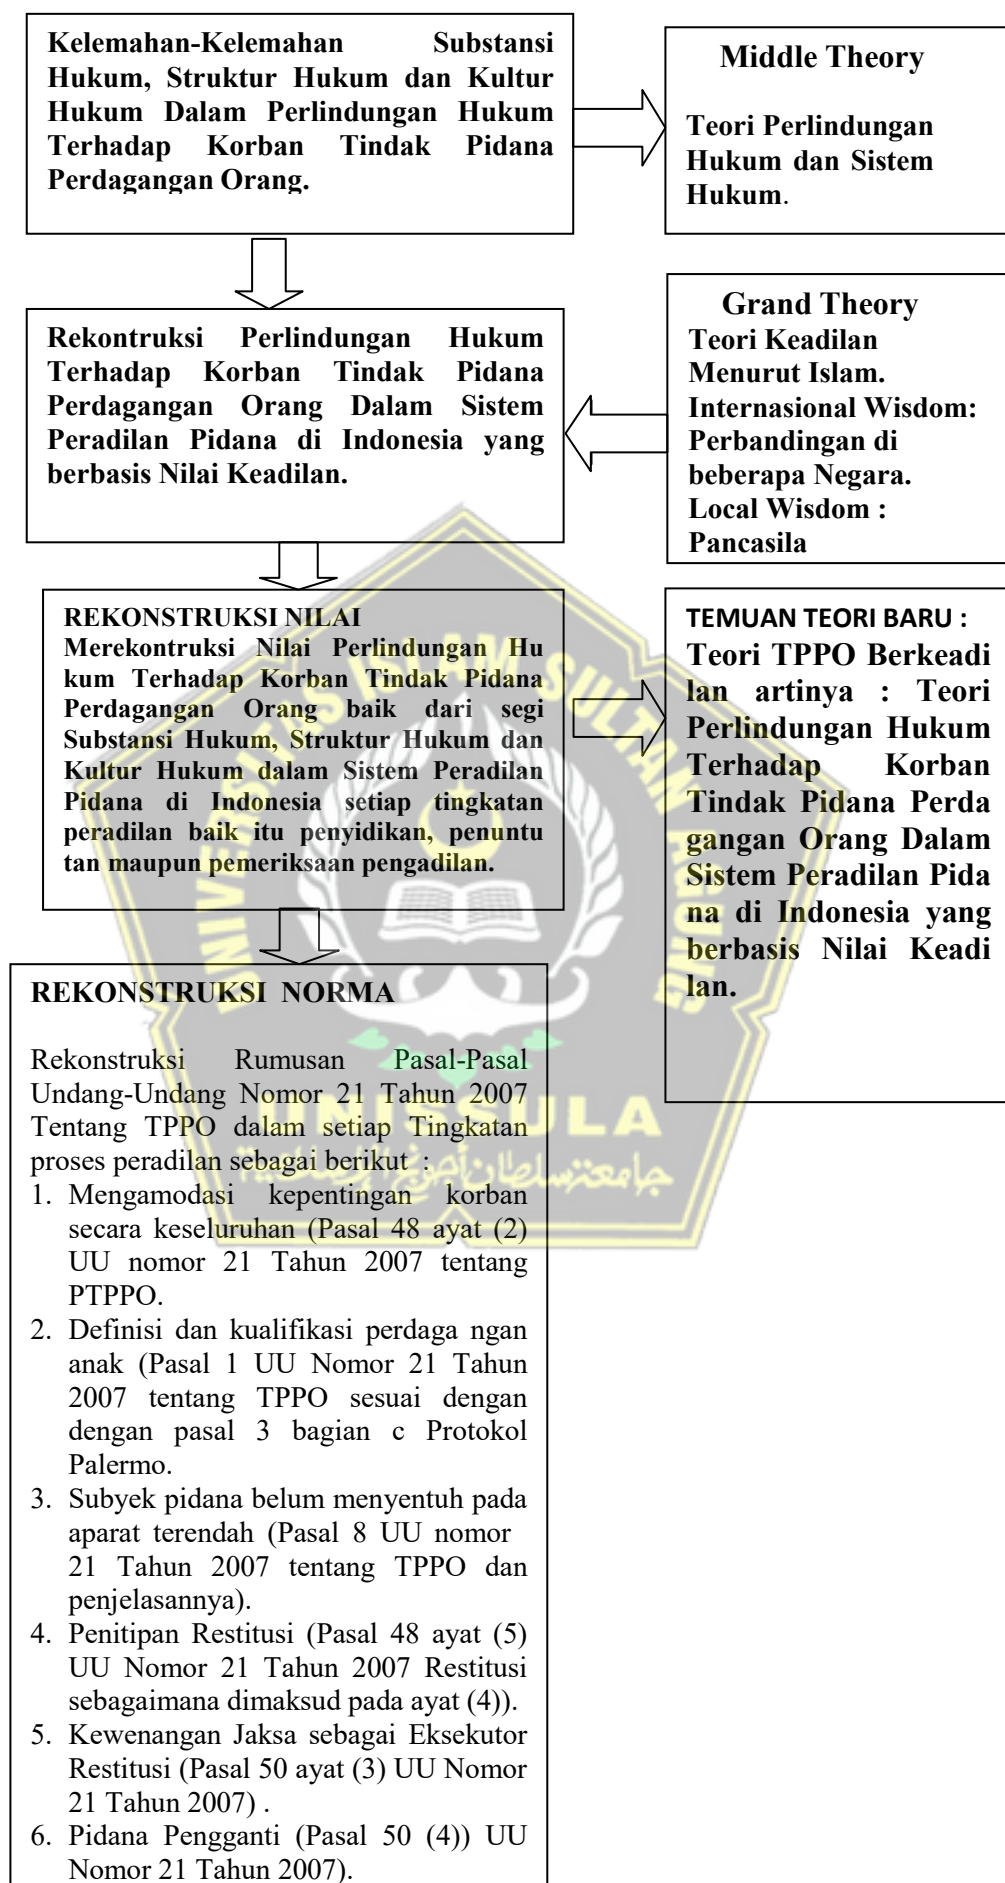 Kelemahan-Kelemahan Substansi
Hukum, Struktur Hukum dan Kultur
Hukum Dalam Perlindungan Hukum
Terhadap Korban Tindak Pidana
Perdagangan Orang.
Middle Theory
Teori Perlindungan
Hukum dan Sistem
Hukum.
Rekontruksi Perlindungan Hukum
Terhadap Korban Tindak Pidana
Perdagangan Orang Dalam Sistem
Peradilan Pidana di Indonesia yang
berbasis Nilai Keadilan.
Grand Theory
Teori Keadilan
Menurut Islam.
Internasional Wisdom:
Perbandingan di
beberapa Negara.
Local Wisdom :
Pancasila
REKONSTRUKSI NILAI
Merekontruksi Nilai Perlindungan Hu
kum Terhadap Korban Tindak Pidana
Perdagangan Orang baik dari segi
Substansi Hukum, Struktur Hukum dan
Kultur Hukum dalam Sistem Peradilan
Pidana di Indonesia setiap tingkatan
peradilan baik itu penyidikan, penuntu
tan maupun pemeriksaan pengadilan.
TEMUAN TEORI BARU :
Teori TPPO Berkeadi
lan artinya : Teori
Perlindungan Hukum
Terhadap Korban
Tindak Pidana Perda
gangan Orang Dalam
Sistem Peradilan Pida
na di Indonesia yang
berbasis Nilai Keadi
lan.
REKONSTRUKSI NORMA
Rekonstruksi Rumusan Pasal-Pasal
Undang-Undang Nomor 21 Tahun 2007
Tentang TPPO dalam setiap Tingkatan
proses peradilan sebagai berikut :
1. Mengamodasi kepentingan korban
secara keseluruhan (Pasal 48 ayat (2)
UU nomor 21 Tahun 2007 tentang
PTPPO.
2. Definisi dan kualifikasi perdaga ngan
anak (Pasal 1 UU Nomor 21 Tahun
2007 tentang TPPO sesuai dengan
dengan pasal 3 bagian c Protokol
Palermo.
3. Subyek pidana belum menyentuh pada
aparat terendah (Pasal 8 UU nomor
21 Tahun 2007 tentang TPPO dan
penjelasannya).
4. Penitipan Restitusi (Pasal 48 ayat (5)
UU Nomor 21 Tahun 2007 Restitusi
sebagaimana dimaksud pada ayat (4)).
5. Kewenangan Jaksa sebagai Eksekutor
Restitusi (Pasal 50 ayat (3) UU Nomor
21 Tahun 2007) .
6. Pidana Pengganti (Pasal 50 (4)) UU
Nomor 21 Tahun 2007).
UNIVERSITAS ISLAM SULTAN AGUNG
UNISSULA
جامعة سلطان أجونج الإسلامية